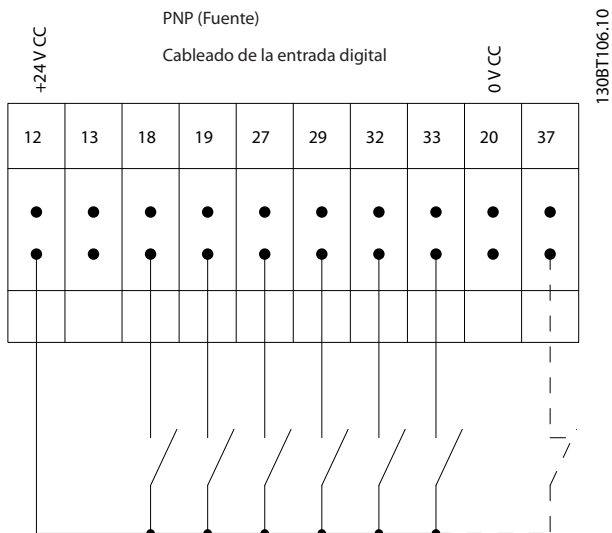 PNP (Fuente)
Cableado de la entrada digital
+24 V CC
0 V CC
130BT106.10
12 13 18 19 27 29 32 33 20 37